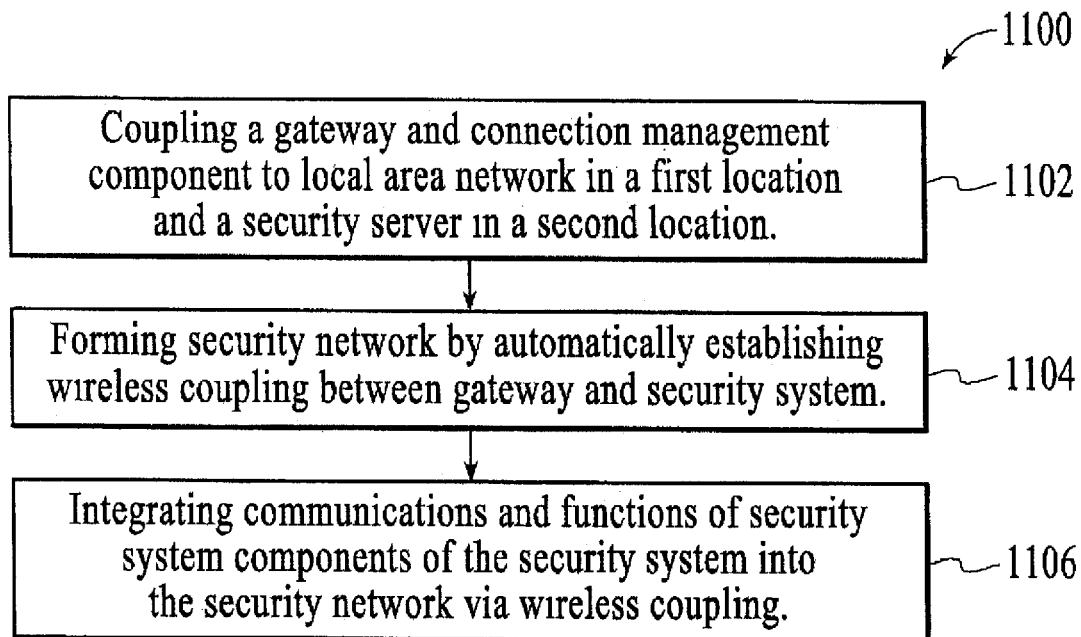 1100
Coupling a gateway and connection management
component to local area network in a first location
and a security server in a second location.
1102
Forming security network by automatically establishing
wireless coupling between gateway and security system.
1104
Integrating communications and functions of security
system components of the security system into
the security network via wireless coupling.
1106